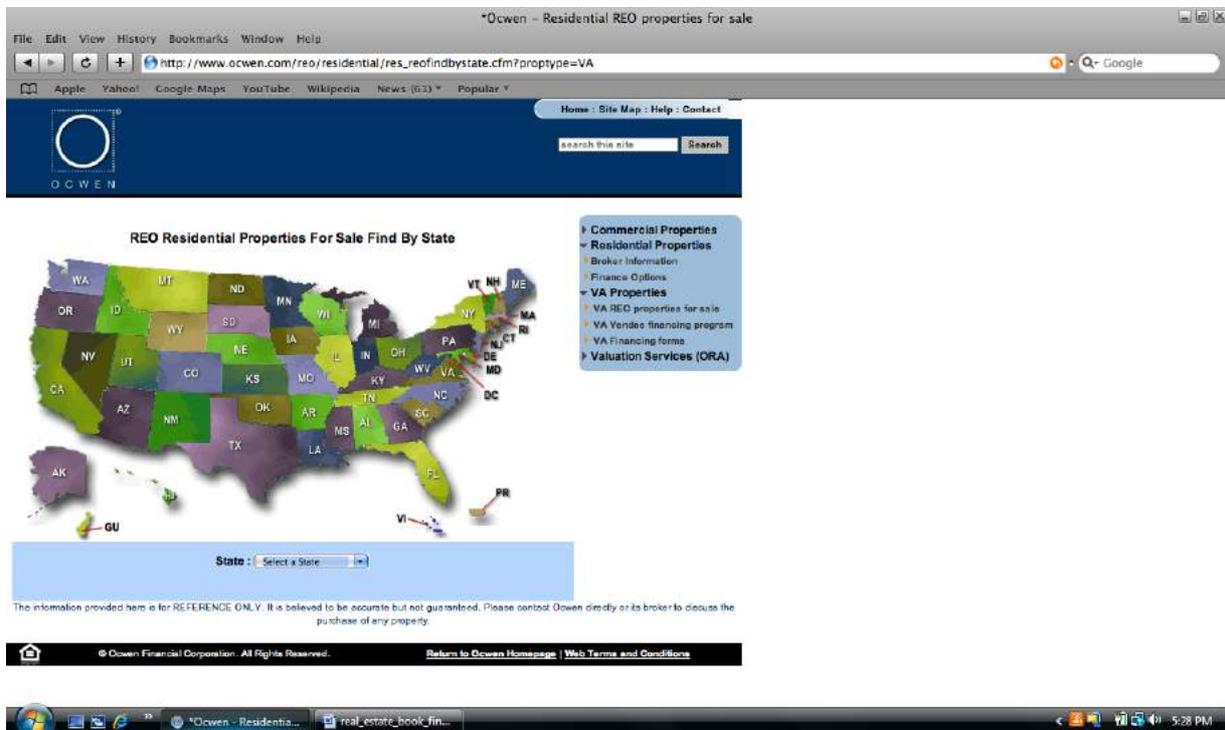 *Ocwen - Residential REO properties for sale
File Edit View History Bookmarks Window Help
http://www.ocwen.com/reo/residential/res_reofindbystate.cfm?proptype=VA
Q- Google
Apple Yahoo! Google Maps YouTube Wikipedia News (63) Popular
Home : Site Map : Help : Contact
search this site Search
OCWEN
REO Residential Properties For Sale Find By State
Commercial Properties
Residential Properties
Broker Information
Finance Options
VA Properties
VA REO properties for sale
VA Vendee financing program
VA Financing forms
Valuation Services (ORA)
WA MT ND MN VT NH ME
OR ID WY SD WI MI NY MA
RI
NV UT NE IA IL IN OH PA NJ CT
DE
CA CO KS MO KY WV VA MD
DC
AZ NM OK AR TN NC
TX LA MS AL GA SC
AK HI FL
GU VI PR
State : Select a State
The information provided here is for REFERENCE ONLY. It is believed to be accurate but not guaranteed. Please contact Ocwen directly or its broker to discuss the
purchase of any property.
© Ocwen Financial Corporation. All Rights Reserved. Return to Ocwen Homepage | Web Terms and Conditions
*Ocwen - Residentia... real_estate_book_fin... 5:28 PM